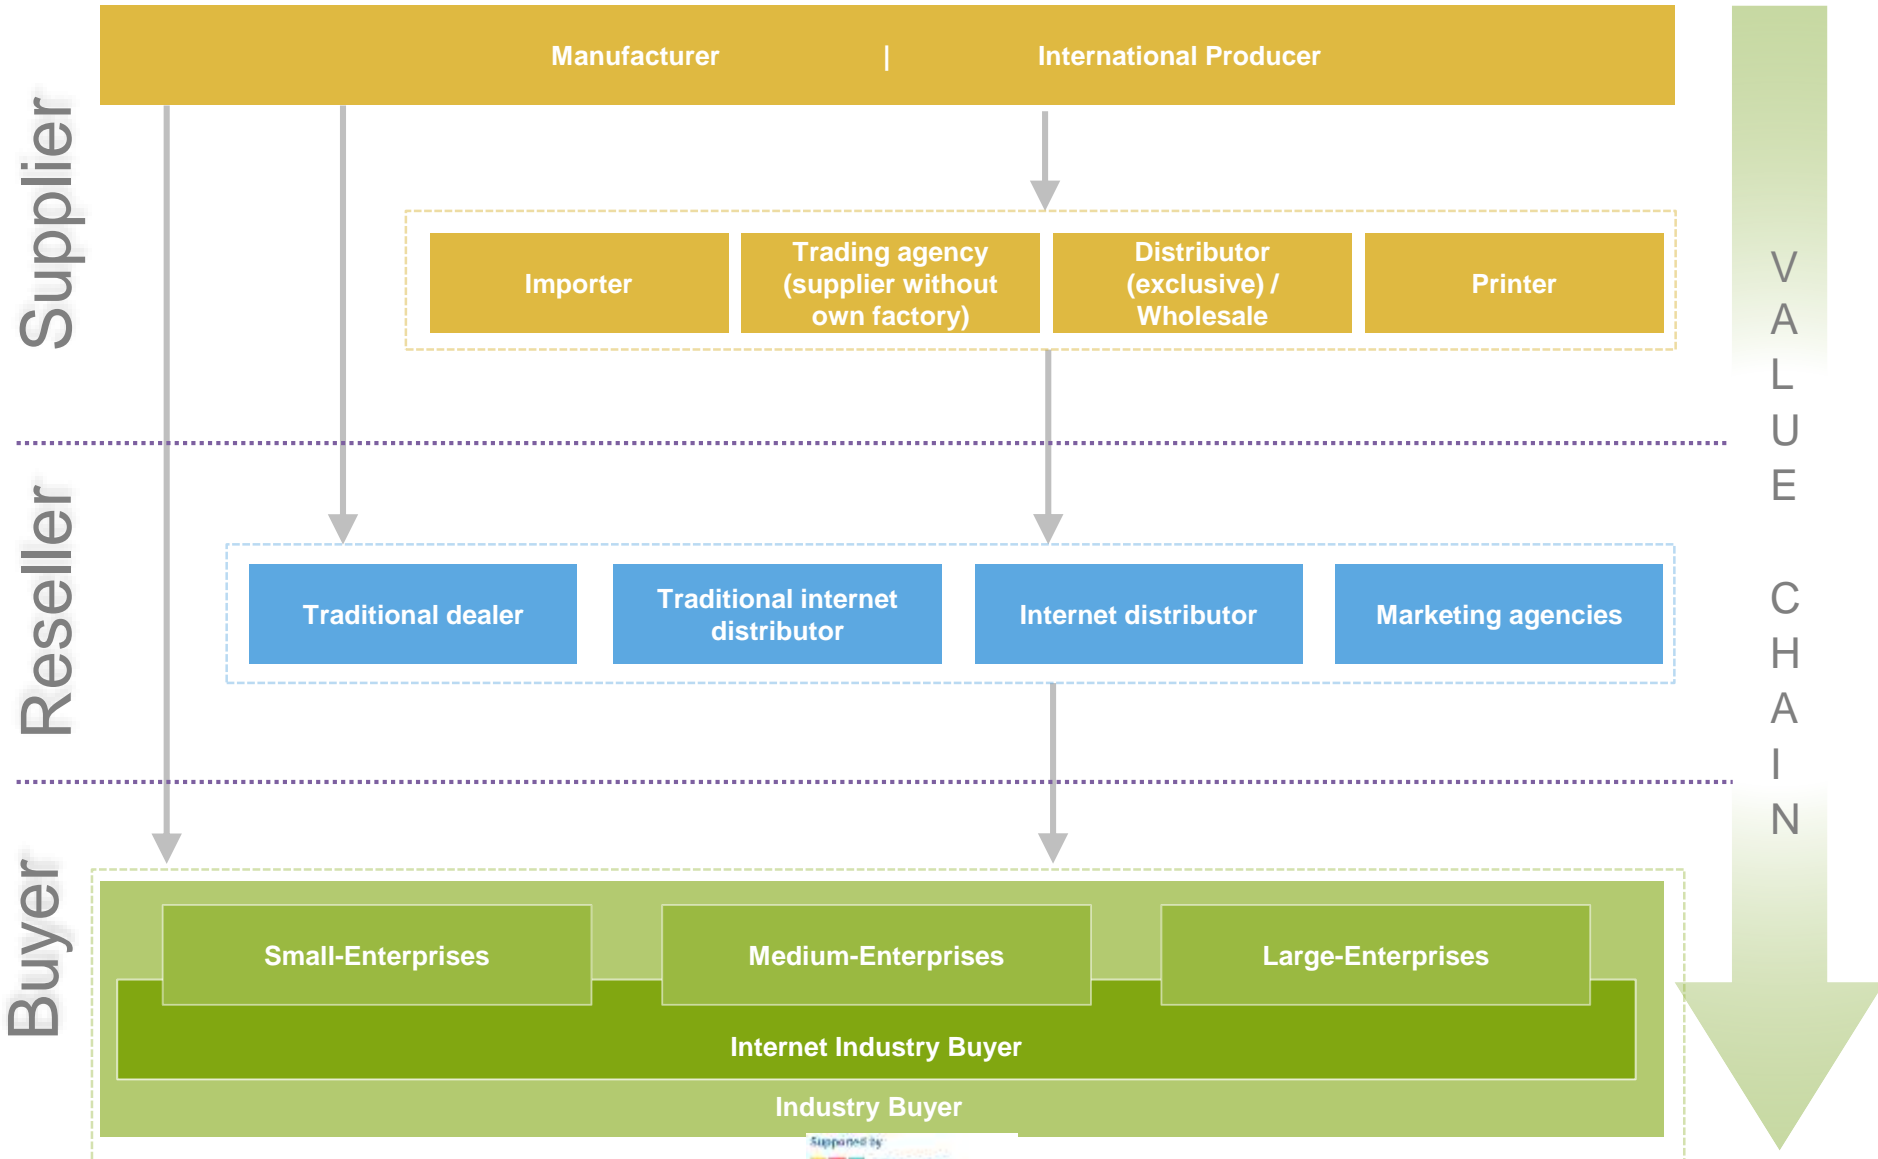 Supplier
Manufacturer | International Producer
Importer
Trading agency
(supplier without
own factory)
Distributor
(exclusive) /
Wholesale
Printer
Reseller
Traditional dealer
Traditional internet
distributor
Internet distributor
Marketing agencies
Buyer
Small-Enterprises
Medium-Enterprises
Large-Enterprises
Internet Industry Buyer
Industry Buyer
Supported by
VALUE CHAIN